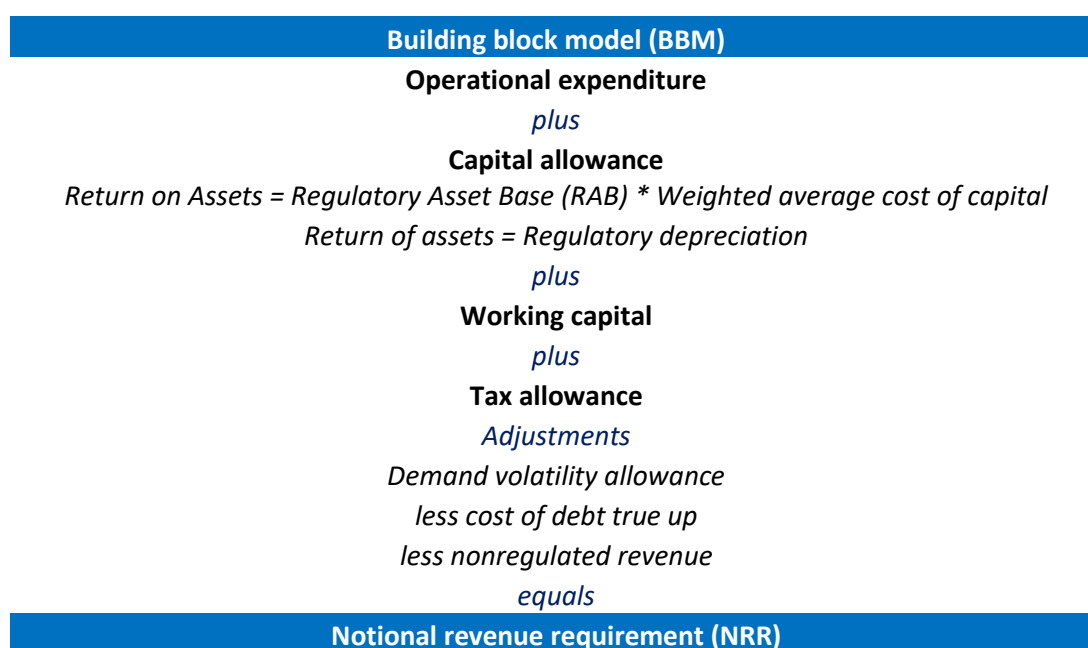 Building block model (BBM)
Operational expenditure
plus
Capital allowance
Return on Assets = Regulatory Asset Base (RAB) * Weighted average cost of capital
Return of assets = Regulatory depreciation
plus
Working capital
plus
Tax allowance
Adjustments
Demand volatility allowance
less cost of debt true up
less nonregulated revenue
equals
Notional revenue requirement (NRR)